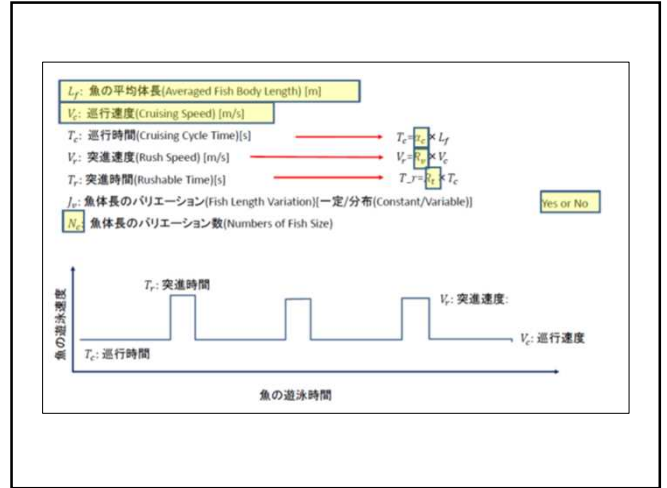 L_f: 魚の平均体長(Averaged Fish Body Length) [m]
V_c: 巡行速度(Cruising Speed) [m/s]
T_c: 巡行時間(Cruising Cycle Time)[s] T_c=α_c×L_f
V_r: 突進速度(Rush Speed) [m/s] V_r=R_v×V_c
T_r: 突進時間(Rushable Time)[s] T_r=R_t×T_c
J_v: 魚体長のバリエーション(Fish Length Variation)[一定/分布(Constant/Variable)] Yes or No
N_c: 魚体長のバリエーション数(Numbers of Fish Size)
T_r: 突進時間
V_r: 突進速度:
魚の遊泳速度
V_c: 巡行速度
T_c: 巡行時間
魚の遊泳時間